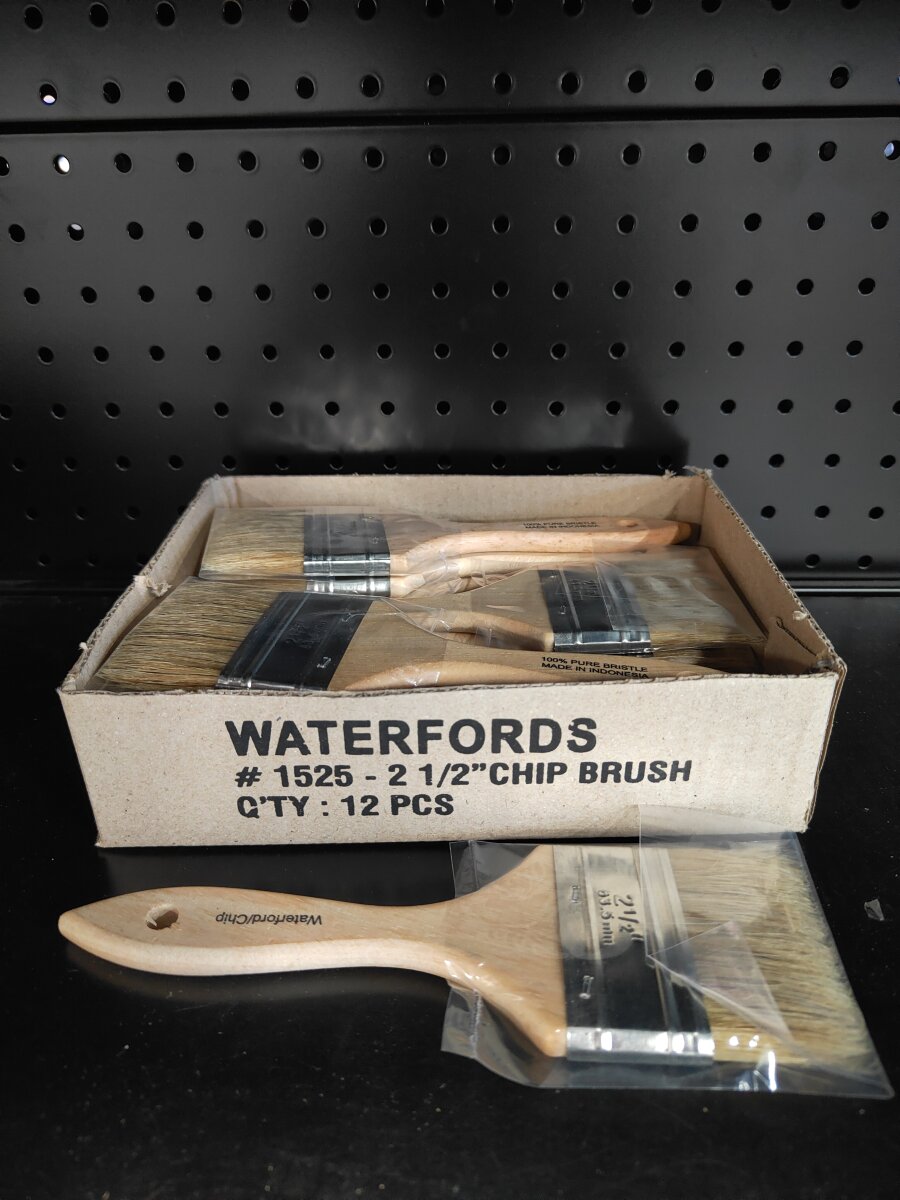 100% PURE BRISTLE
MADE IN INDONESIA
100% PURE BRISTLE
MADE IN INDONESIA
WATERFORDS
# 1525 - 2 1/2”CHIP BRUSH
Q'TY : 12 PCS
Waterford/Chip
2 1/2"
63.5mm